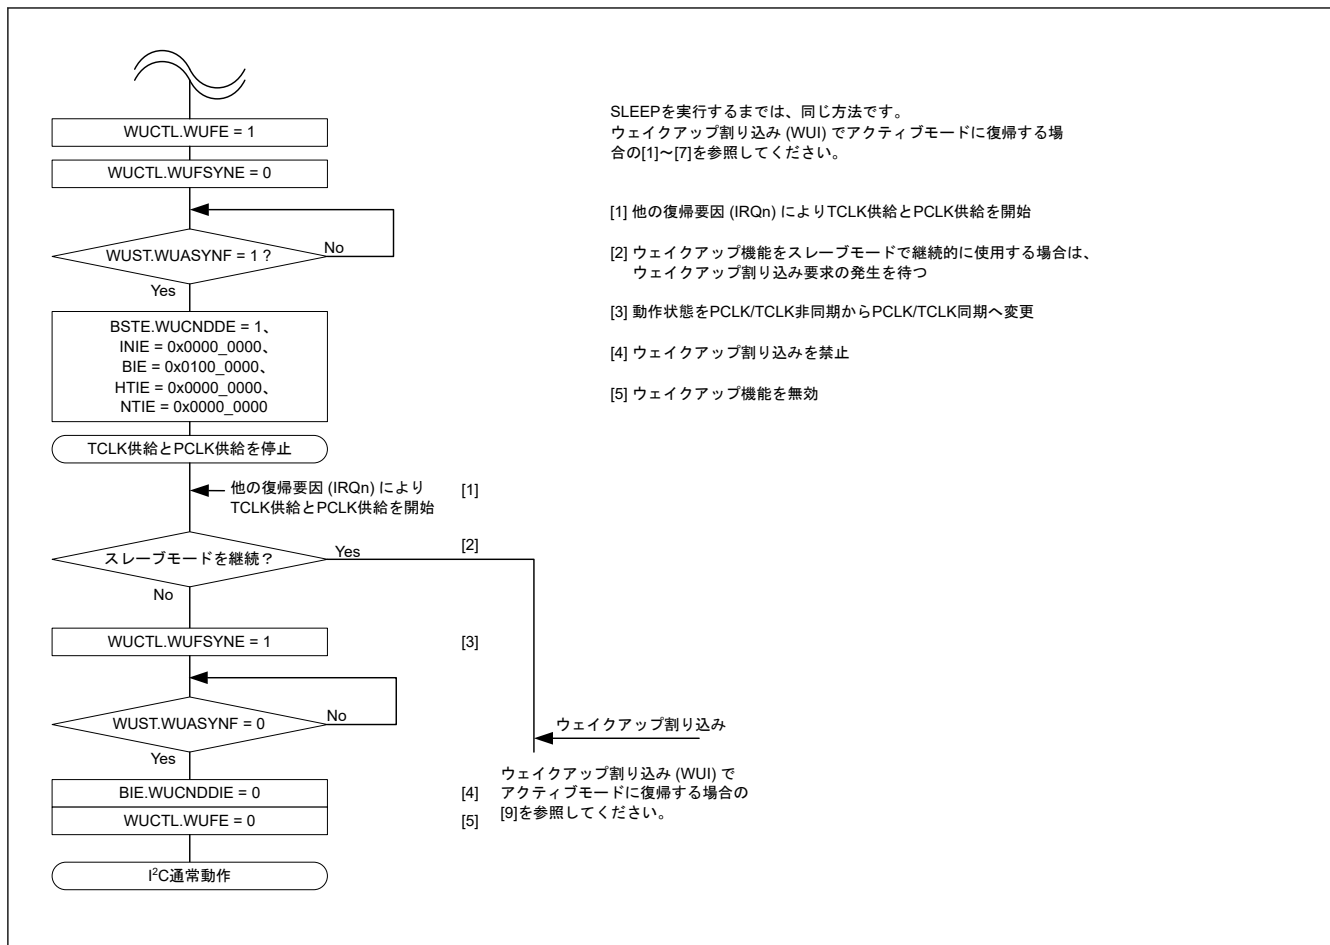 WUCTL.WUFE = 1
WUCTL.WUFSYNE = 0
WUST.WUASYNF = 1 ?
No
Yes
BSTE.WUCNDDE = 1、
INIE = 0x0000_0000、
BIE = 0x0100_0000、
HTIE = 0x0000_0000、
NTIE = 0x0000_0000
TCLK供給とPCLK供給を停止
他の復帰要因 (IRQn) により
TCLK供給とPCLK供給を開始
[1]
スレーブモードを継続？
Yes
[2]
No
WUCTL.WUFSYNE = 1
[3]
WUST.WUASYNF = 0
No
Yes
BIE.WUCNDDIE = 0
[4]
WUCTL.WUFE = 0
[5]
I²C通常動作
ウェイクアップ割り込み
ウェイクアップ割り込み (WUI) で
アクティブモードに復帰する場合の
[9]を参照してください。
SLEEPを実行するまでは、同じ方法です。
ウェイクアップ割り込み (WUI) でアクティブモードに復帰する場
合の[1]～[7]を参照してください。
[1] 他の復帰要因 (IRQn) によりTCLK供給とPCLK供給を開始
[2] ウェイクアップ機能をスレーブモードで継続的に使用する場合は、
ウェイクアップ割り込み要求の発生を待つ
[3] 動作状態をPCLK/TCLK非同期からPCLK/TCLK同期へ変更
[4] ウェイクアップ割り込みを禁止
[5] ウェイクアップ機能を無効